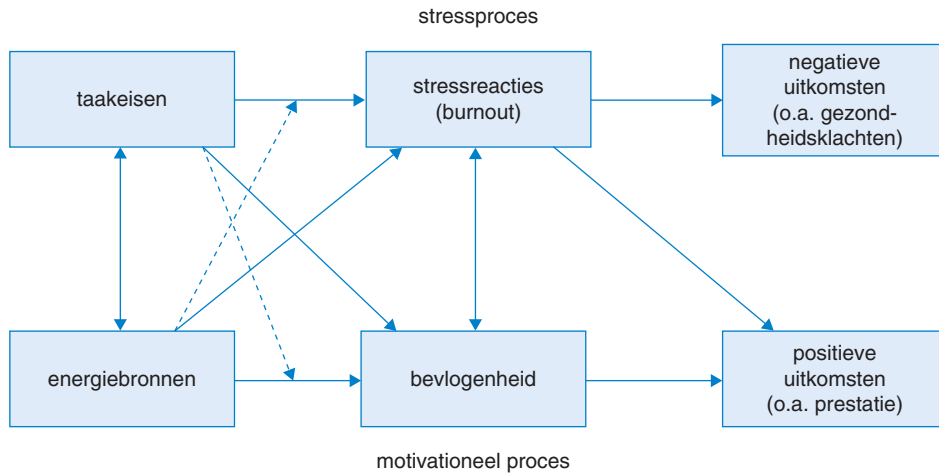 stressproces
taakeisen
stressreacties
(burnout)
negatieve
uitkomsten
(o.a. gezond-
heidsklachten)
energiebronnen
bevlogenheid
positieve
uitkomsten
(o.a. prestatie)
motivationeel proces